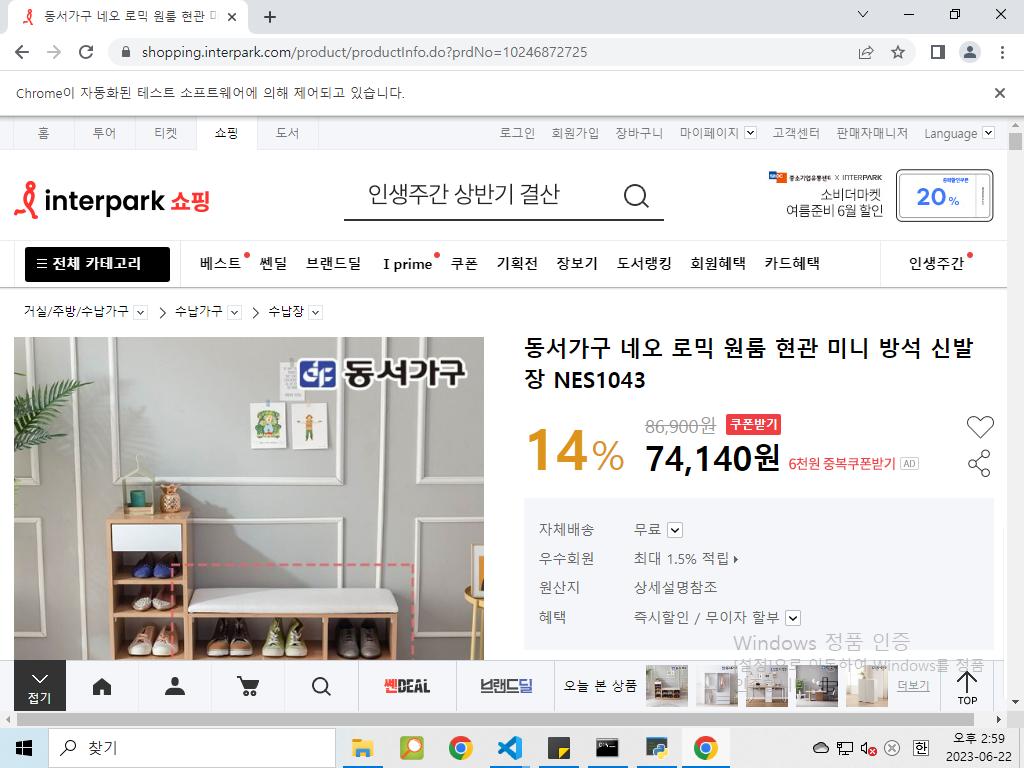 동서가구 네오 로믹 원룸 현관 미
shopping.interpark.com/product/productInfo.do?prdNo=10246872725
Chrome이 자동화된 테스트 소프트웨어에 의해 제어되고 있습니다.
홈 투어 티켓 쇼핑 도서 로그인 회원가입 장바구니 마이페이지 고객센터 판매자매니저 Language
interpark 쇼핑
인생주간 상반기 결산
중소기업유통센터 X INTERPARK
소비더마켓
여름준비 6월 할인
20%
전체 카테고리 베스트 쎈딜 브랜드딜 I prime 쿠폰 기획전 장보기 도서랭킹 회원혜택 카드혜택 인생주간
거실/주방/수납가구 수납가구 수납장
동서가구
동서가구 네오 로믹 원룸 현관 미니 방석 신발
장 NES1043
86,900원 쿠폰받기
14% 74,140원 6천원 중복쿠폰받기 AD
자체배송 무료
우수회원 최대 1.5% 적립
원산지 상세설명참조
혜택 즉시할인 / 무이자 할부
Windows 정품 인증
[설정]으로 이동하여 Windows를 정품
접기 쎈DEAL 브랜드딜 오늘 본 상품 더보기 TOP
찾기
한
오후 2:59
2023-06-22